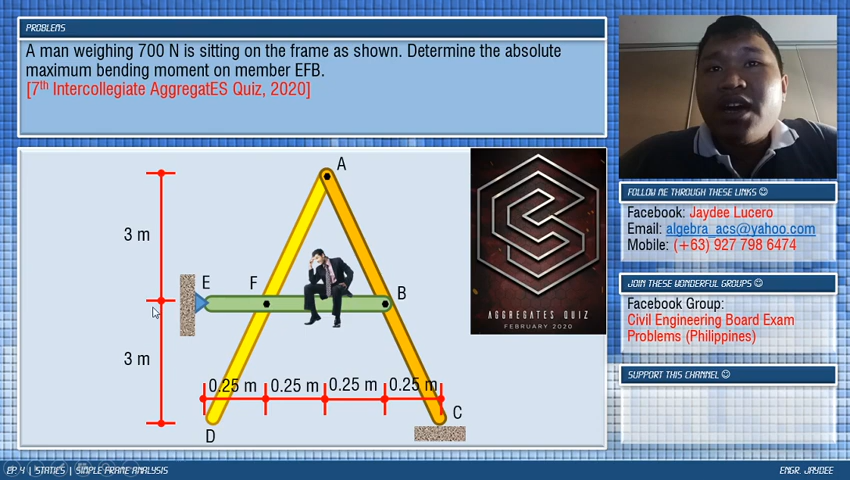 PROBLEMS
A man weighing 700 N is sitting on the frame as shown. Determine the absolute
maximum bending moment on member EFB.
[7th Intercollegiate AggregatES Quiz, 2020]
A
3 m
E
F
B
3 m
0.25 m
0.25 m
0.25 m
0.25 m
C
D
AGGREGATES QUIZ
FEBRUARY 2020
FOLLOW ME THROUGH THESE LINKS ☺
Facebook: Jaydee Lucero
Email: algebra_acs@yahoo.com
Mobile: (+63) 927 798 6474
JOIN THESE WONDERFUL GROUPS ☺
Facebook Group:
Civil Engineering Board Exam
Problems (Philippines)
SUPPORT THIS CHANNEL ☺
EP. 4 | STATICS | SIMPLE FRAME ANALYSIS
ENGR. JAYDEE